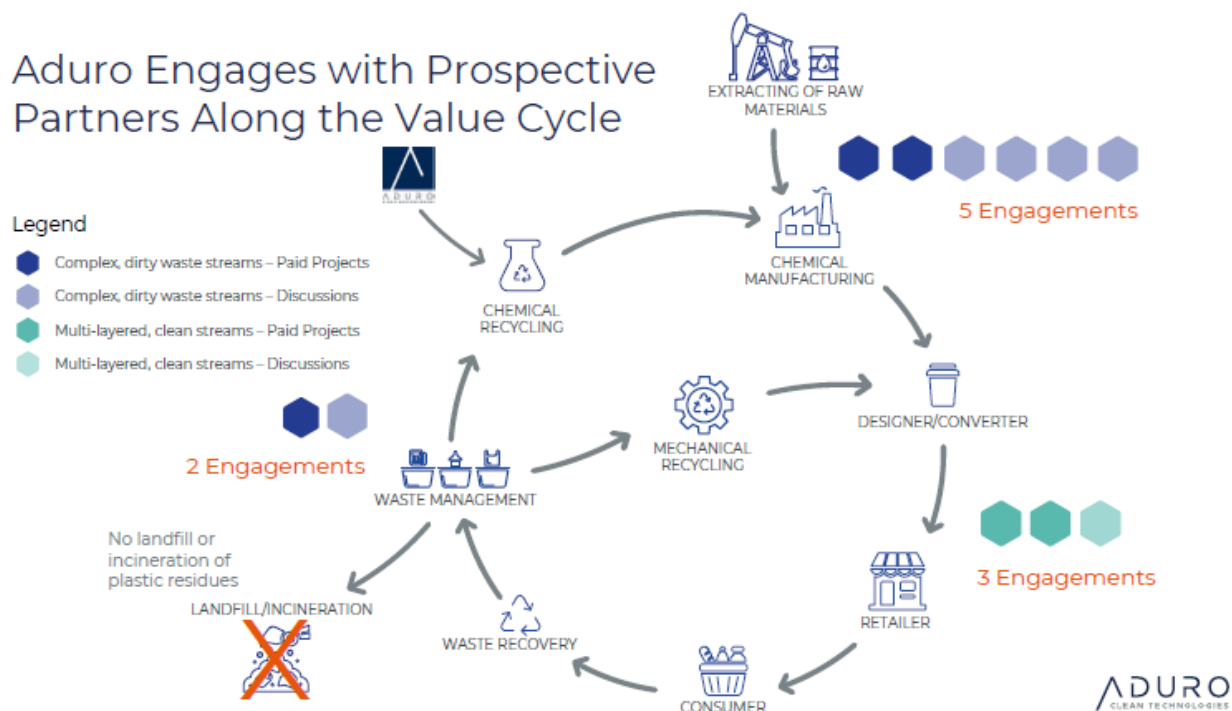 Aduro Engages with Prospective
Partners Along the Value Cycle
EXTRACTING OF RAW
MATERIALS
ADURO
5 Engagements
Legend
Complex, dirty waste streams – Paid Projects
Complex, dirty waste streams – Discussions
Multi-layered, clean streams – Paid Projects
Multi-layered, clean streams – Discussions
CHEMICAL
RECYCLING
CHEMICAL
MANUFACTURING
2 Engagements
WASTE MANAGEMENT
MECHANICAL
RECYCLING
DESIGNER/CONVERTER
No landfill or
incineration of
plastic residues
LANDFILL/INCINERATION
WASTE RECOVERY
3 Engagements
RETAILER
CONSUMER
ADURO
CLEAN TECHNOLOGIES